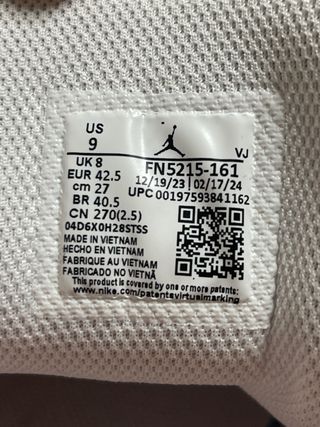 US
9
VJ
UK 8
FN5215-161
EUR 42.5
12/19/23 02/17/24
cm 27
UPC 00197593841162
BR 40.5
CN 270(2.5)
04D6X0H28STSS
MADE IN VIETNAM
HECHO EN VIETNAM
FABRIQUE AU VIETNAM
FABRICADO NO VIETNÃ
This product is covered by one or more patents/
www.nike.com/patentsvirtualmarking